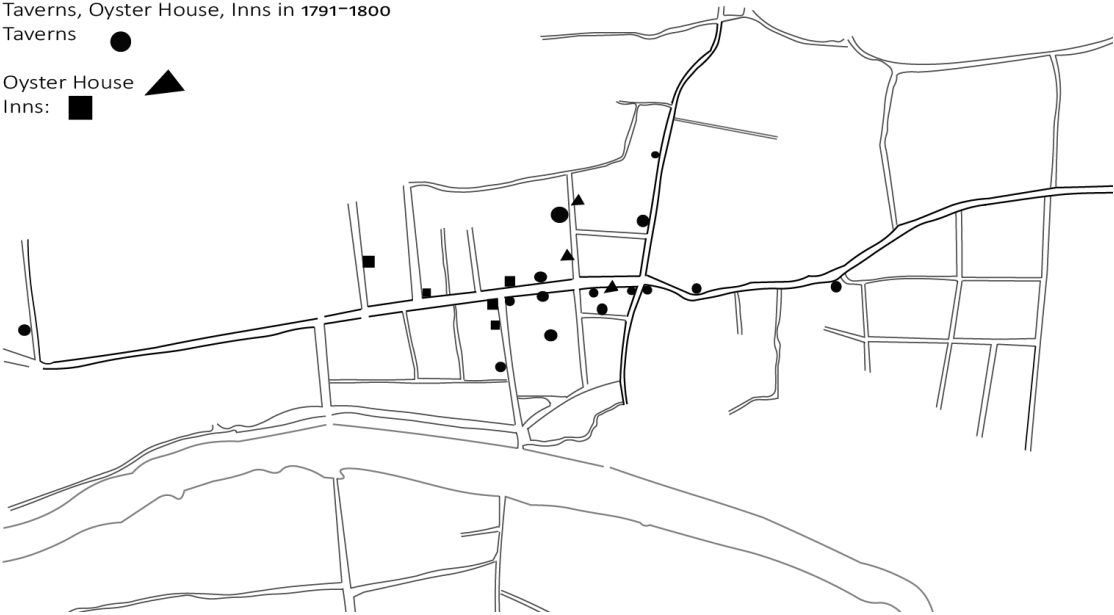 Taverns, Oyster House, Inns in 1791–1800
Taverns
Oyster House
Inns: